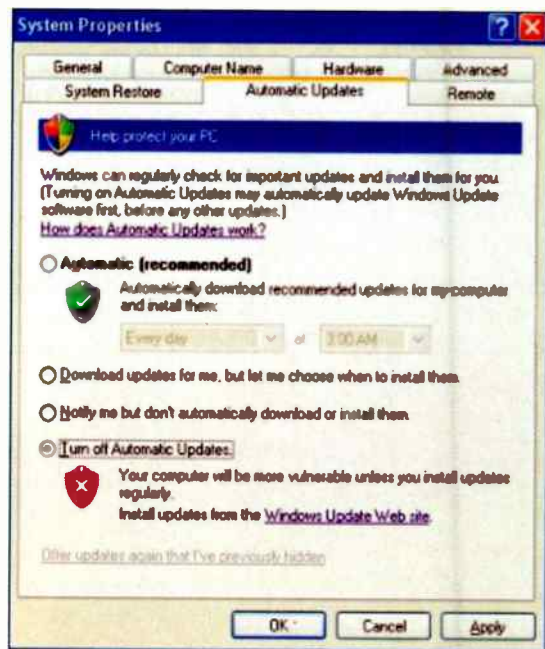 System Properties
General Computer Name Hardware Advanced
System Restore Automatic Updates Remote
Help protect your PC
Windows can regularly check for important updates and install them for you.
(Turning on Automatic Updates may automatically update Windows Update
software first, before any other updates.)
How does Automatic Updates work?
Automatic (recommended)
Automatically download recommended updates for my computer
and install them:
Every day at 3:00 AM
Download updates for me, but let me choose when to install them.
Notify me but don't automatically download or install them.
Turn off Automatic Updates.
Your computer will be more vulnerable unless you install updates
regularly.
Install updates from the Windows Update Web site.
Offer updates again that I've previously hidden
OK Cancel Apply